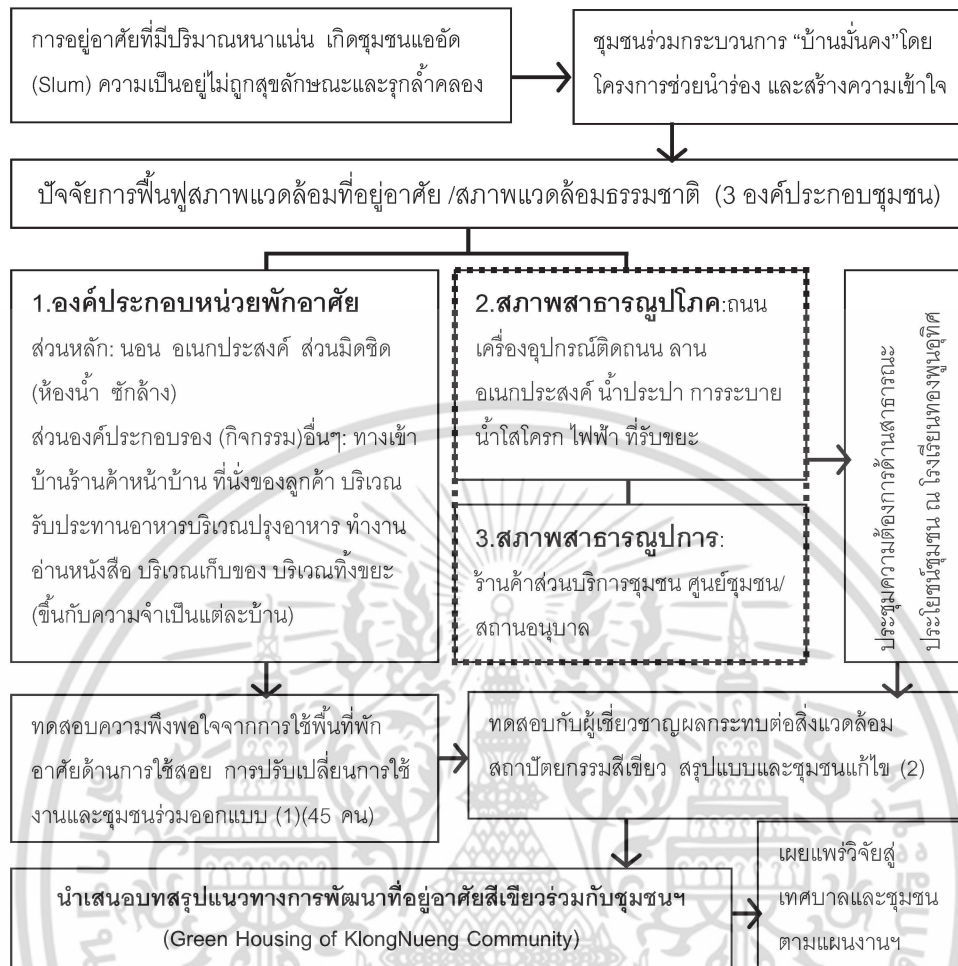 การอยู่อาศัยที่มีปริมาณหนาแน่น เกิดชุมชนแออัด
(Slum) ความเป็นอยู่ไม่ถูกสุขลักษณะและรุกล้ำคลอง
ชุมชนร่วมกระบวนการ “บ้านมั่นคง”โดย
โครงการช่วยนำร่อง และสร้างความเข้าใจ
ปัจจัยการฟื้นฟูสภาพแวดล้อมที่อยู่อาศัย /สภาพแวดล้อมธรรมชาติ (3 องค์ประกอบชุมชน)
1.องค์ประกอบหน่วยพักอาศัย
ส่วนหลัก: นอน อเนกประสงค์ ส่วนมิดชิด
(ห้องน้ำ ซักล้าง)
ส่วนองค์ประกอบรอง (กิจกรรม)อื่นๆ: ทางเข้า
บ้านร้านค้าหน้าบ้าน ที่นั่งของลูกค้า บริเวณ
รับประทานอาหารบริเวณปรุงอาหาร ทำงาน
อ่านหนังสือ บริเวณเก็บของ บริเวณทิ้งขยะ
(ขึ้นกับความจำเป็นแต่ละบ้าน)
2.สภาพสาธารณูปโภค:ถนน
เครื่องอุปกรณ์ติดถนน ลาน
อเนกประสงค์ น้ำประปา การระบาย
น้ำโสโครก ไฟฟ้า ที่รับขยะ
3.สภาพสาธารณูปการ:
ร้านค้าส่วนบริการชุมชน ศูนย์ชุมชน/
สถานอนุบาล
ประชุมความต้องการด้านสาธารณะ
ประโยชน์ชุมชน ณ โรงเรียนทองพูนอุทิศ
ทดสอบความพึงพอใจจากการใช้พื้นที่พัก
อาศัยด้านการใช้สอย การปรับเปลี่ยนการใช้
งานและชุมชนร่วมออกแบบ (1)(45 คน)
ทดสอบกับผู้เชี่ยวชาญผลกระทบต่อสิ่งแวดล้อม
สถาปัตยกรรมสีเขียว สรุปแบบและชุมชนแก้ไข (2)
นำเสนอบทสรุปแนวทางการพัฒนาที่อยู่อาศัยสีเขียวร่วมกับชุมชนฯ
(Green Housing of KlongNueng Community)
เผยแพร่วิจัยสู่
เทศบาลและชุมชน
ตามแผนงานฯ